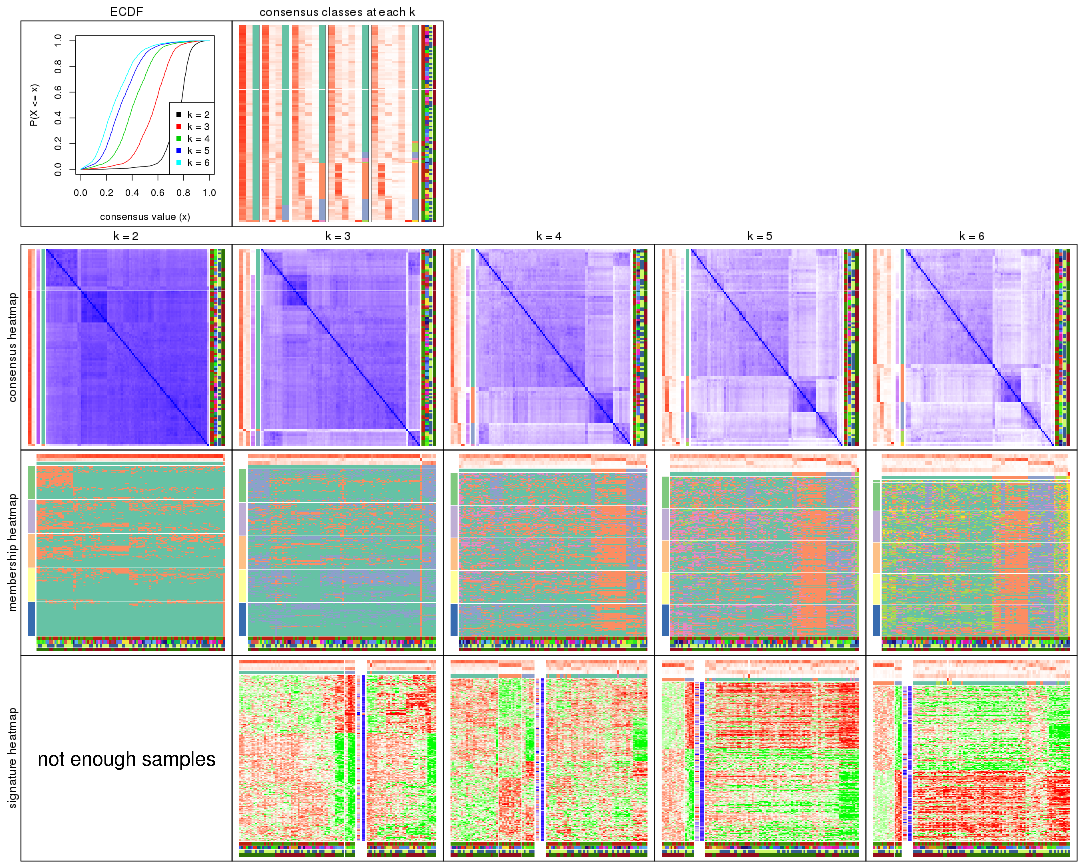 ECDF
consensus classes at each k
P(X <= x)
0.0 0.2 0.4 0.6 0.8 1.0
k = 2
k = 3
k = 4
k = 5
k = 6
0.0 0.2 0.4 0.6 0.8 1.0
consensus value (x)
k = 2
k = 3
k = 4
k = 5
k = 6
consensus heatmap
membership heatmap
signature heatmap
not enough samples